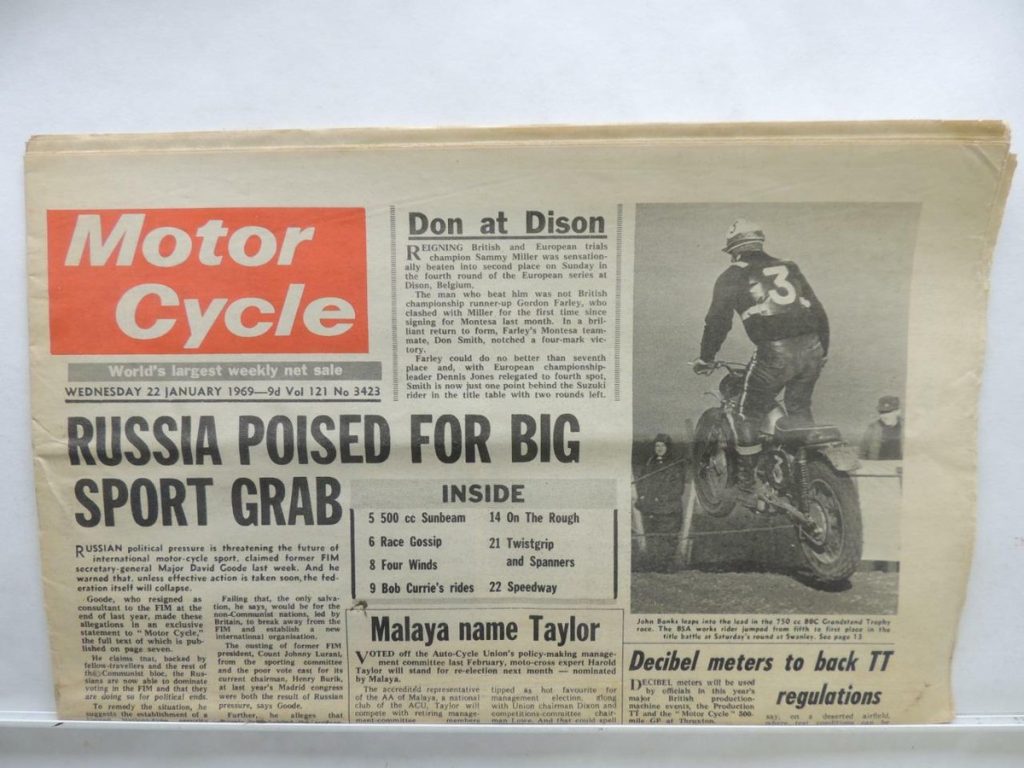 Motor
Cycle
World's largest weekly net sale
WEDNESDAY 22 JANUARY 1969—9d Vol 121 No 3423
Don at Dison
REIGNING British and European trials
champion Sammy Miller was sensation-
ally beaten into second place on Sunday in
the fourth round of the European series at
Dison, Belgium.
The man who beat him was not British
championship runner-up Gordon Farley, who
clashed with Miller for the first time since
signing for Montesa last month. In a bril-
liant return to form, Farley's Montesa team-
mate, Don Smith, notched a four-mark vic-
tory.
Farley could do no better than seventh
place and, with European championship-
leader Dennis Jones relegated to fourth spot,
Smith is now just one point behind the Suzuki
rider in the title table with two rounds left.
3
3
John Banks leaps into the lead in the 750 cc BBC Grandstand Trophy
race. The BSA works rider jumped from fifth to first place in the
title battle at Saturday's round at Swanley. See page 13
RUSSIA POISED FOR BIG
SPORT GRAB
INSIDE
5 500 cc Sunbeam
6 Race Gossip
8 Four Winds
9 Bob Currie's rides
14 On The Rough
21 Twistgrip
and Spanners
22 Speedway
RUSSIAN political pressure is threatening the future of
international motor-cycle sport, claimed former FIM
secretary-general Major David Goode last week. And he
warned that, unless effective action is taken soon, the fed-
eration itself will collapse.
Goode, who resigned as
consultant to the FIM at the
end of last year, made these
allegations in an exclusive
statement to "Motor Cycle,"
the full text of which is pub-
lished on page seven.
He claims that, backed by
fellow-travellers and the rest of
the Communist bloc, the Rus-
sians are now able to dominate
voting in the FIM and that they
are doing so for political ends.
To remedy the situation, he
suggests the establishment of a
Failing that, the only salva-
tion, he says, would be for the
non-Communist nations, led by
Britain, to break away from the
FIM and establish a new
international organisation.
The ousting of former FIM
president, Count Johnny Lurani,
from the sporting committee
and the poor vote cast for its
current chairman, Henry Burik,
at last year's Madrid congress
were both the result of Russian
pressure, says Goode.
Further, he alleges that
Malaya name Taylor
VOTED off the Auto-Cycle Union's policy-making manage-
ment committee last February, moto-cross expert Harold
Taylor will stand for re-election next month — nominated
by Malaya.
The accredited representative
of the AA of Malaya, a national
club of the ACU, Taylor will
compete with retiring manage-
ment-committee members
tipped as hot favourite for
management election, along
with Union chairman Dixon and
competitions-committee chair-
man Lowe. And that could spell
Decibel meters to back TT
regulations
DECIBEL meters will be used
by officials in this year's
major production-
machine events, the Production
TT and the "Motor Cycle" 500-
mile GP at Thruxton.
say, on a deserted airfield,